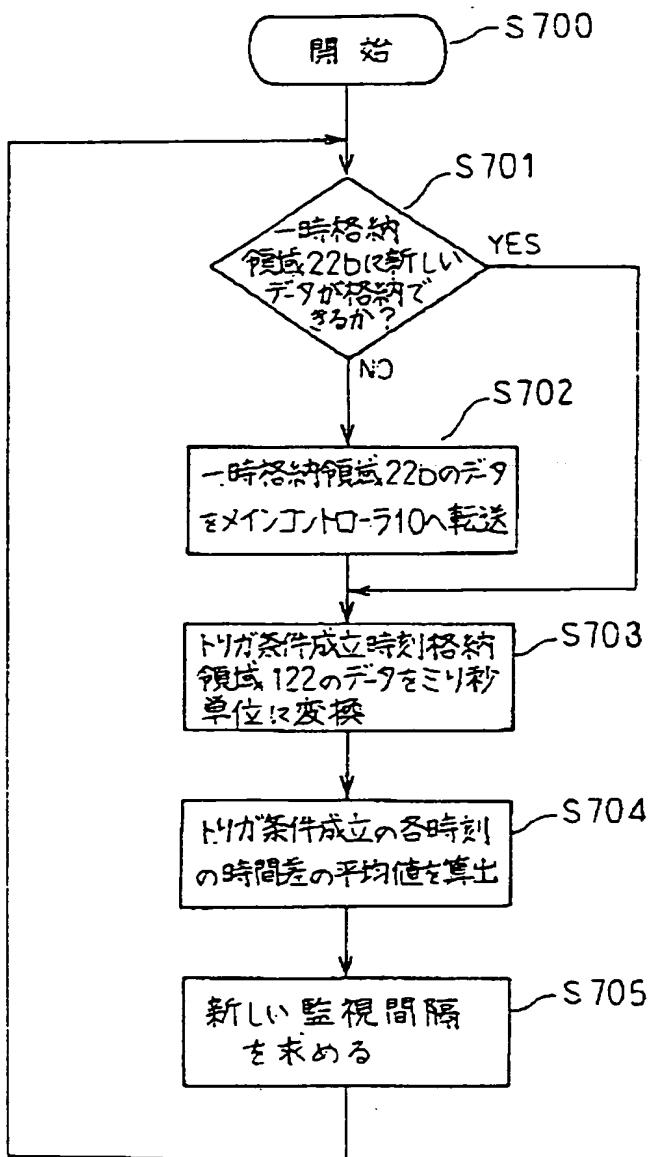 開始
S700
S701
一時格納
領域22bに新しい
データが格納で
きるか?
YES
NO
S702
一時格納領域22bのデータ
をメインコントローラ10へ転送
S703
トリガ条件成立時刻格納
領域122のデータをミリ秒
単位に変換
S704
トリガ条件成立の各時刻
の時間差の平均値を算出
S705
新しい監視間隔
を求める